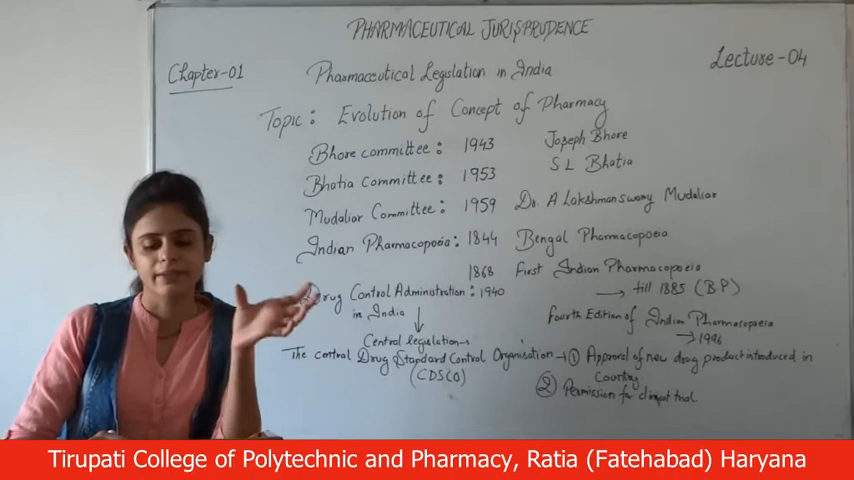 PHARMACEUTICAL JURISPRUDENCE
Chapter-01
Pharmaceutical Legislation in India
Lecture-04
Topic: Evolution of Concept of Pharmacy
Bhore committee: 1943 Joseph Bhore
Bhatia Committee: 1953 S L Bhatia
Mudaliar Committee: 1959 Dr. A Lakshmanswamy Mudaliar
Indian Pharmacopoeia: 1844 Bengal Pharmacopoeia
1868 First Indian Pharmacopoeia
→ till 1885 (BP)
Drug Control Administration: 1940
in India
Fourth Edition of Indian Pharmacopoeia
→ 1996
Central legislation→
The central Drug Standard Control Organisation → ① Approval of new drug product introduced in
Country
(CDSCO)
② Permission for clinical trial.
Tirupati College of Polytechnic and Pharmacy, Ratia (Fatehabad) Haryana